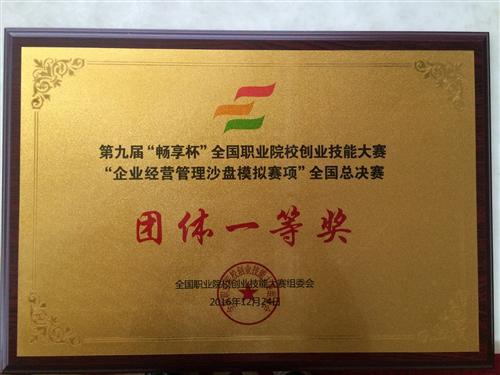 第九届“畅享杯”全国职业院校创业技能大赛
“企业经营管理沙盘模拟赛项”全国总决赛
团体一等奖
全国职业院校创业技能大赛组委会
2016年12月24日